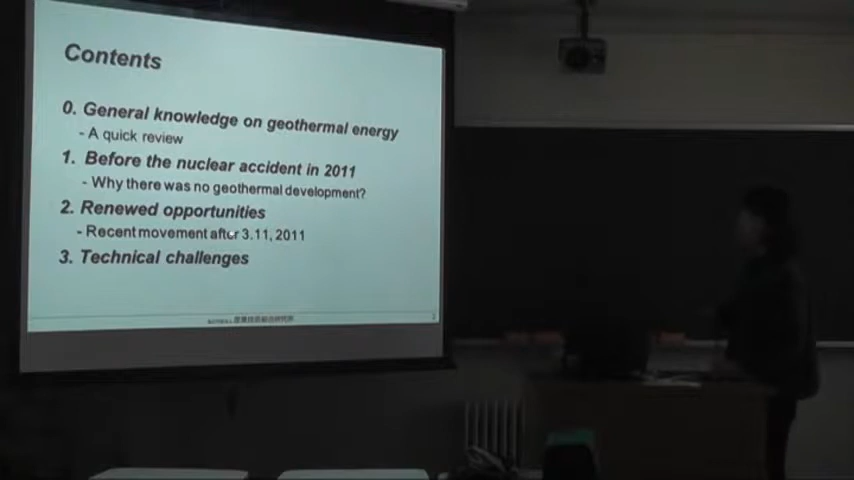 Contents
0. General knowledge on geothermal energy
- A quick review
1. Before the nuclear accident in 2011
- Why there was no geothermal development?
2. Renewed opportunities
- Recent movement after 3.11, 2011
3. Technical challenges